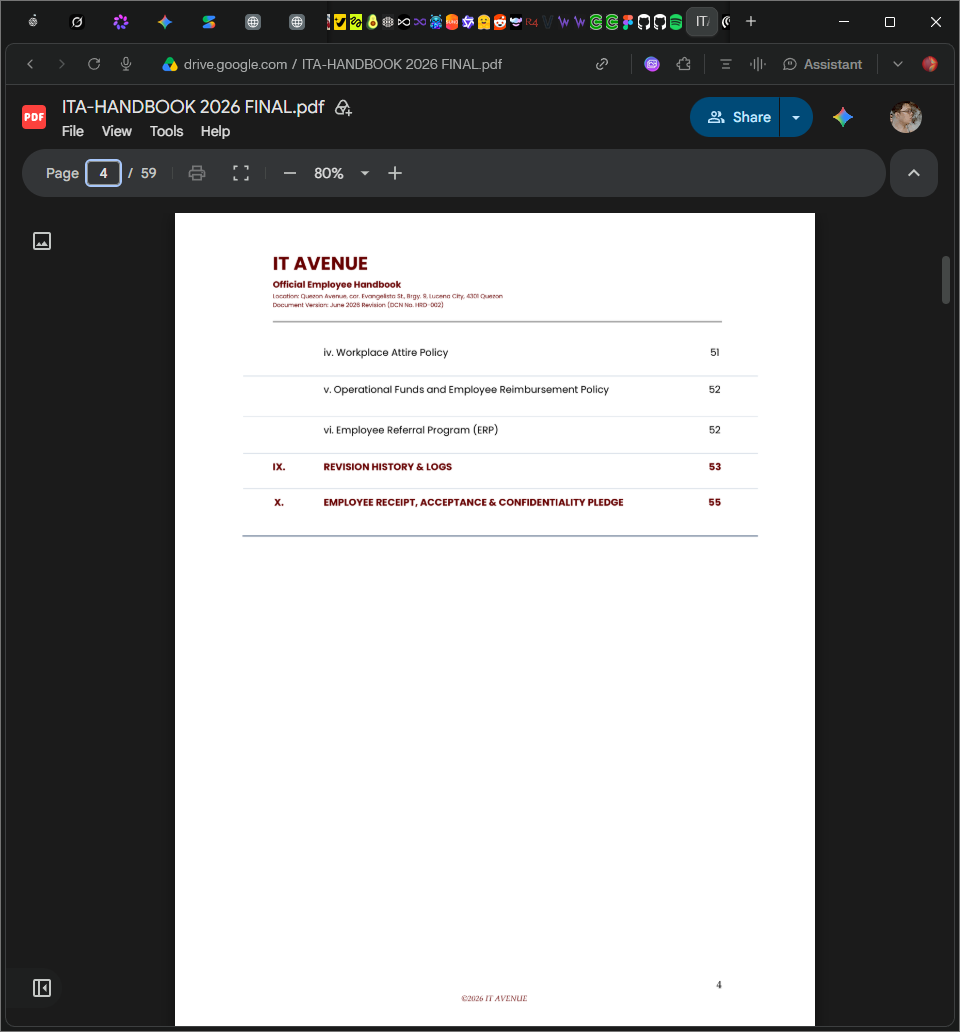 IT
drive.google.com / ITA-HANDBOOK 2026 FINAL.pdf
Assistant
PDF
ITA-HANDBOOK 2026 FINAL.pdf
File View Tools Help
Share
Page 4 / 59
80%
IT AVENUE
Official Employee Handbook
Location: Quezon Avenue, cor. Evangelista St., Brgy. 9, Lucena City, 4301 Quezon
Document Version: June 2026 Revision (DCN No. HRD-002)
iv. Workplace Attire Policy 51
v. Operational Funds and Employee Reimbursement Policy 52
vi. Employee Referral Program (ERP) 52
IX. REVISION HISTORY & LOGS 53
X. EMPLOYEE RECEIPT, ACCEPTANCE & CONFIDENTIALITY PLEDGE 55
4
©2026 IT AVENUE